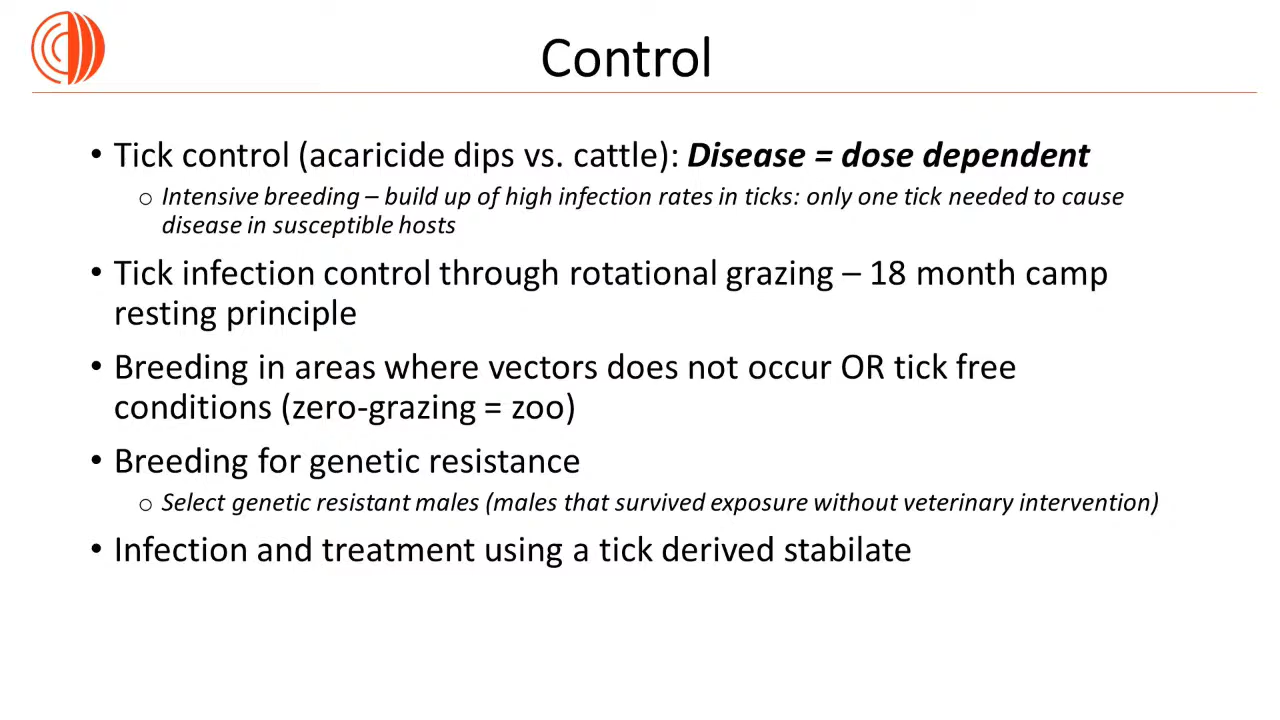 Control
• Tick control (acaricide dips vs. cattle): Disease = dose dependent
o Intensive breeding – build up of high infection rates in ticks: only one tick needed to cause
disease in susceptible hosts
• Tick infection control through rotational grazing – 18 month camp
resting principle
• Breeding in areas where vectors does not occur OR tick free
conditions (zero-grazing = zoo)
• Breeding for genetic resistance
o Select genetic resistant males (males that survived exposure without veterinary intervention)
• Infection and treatment using a tick derived stabilate